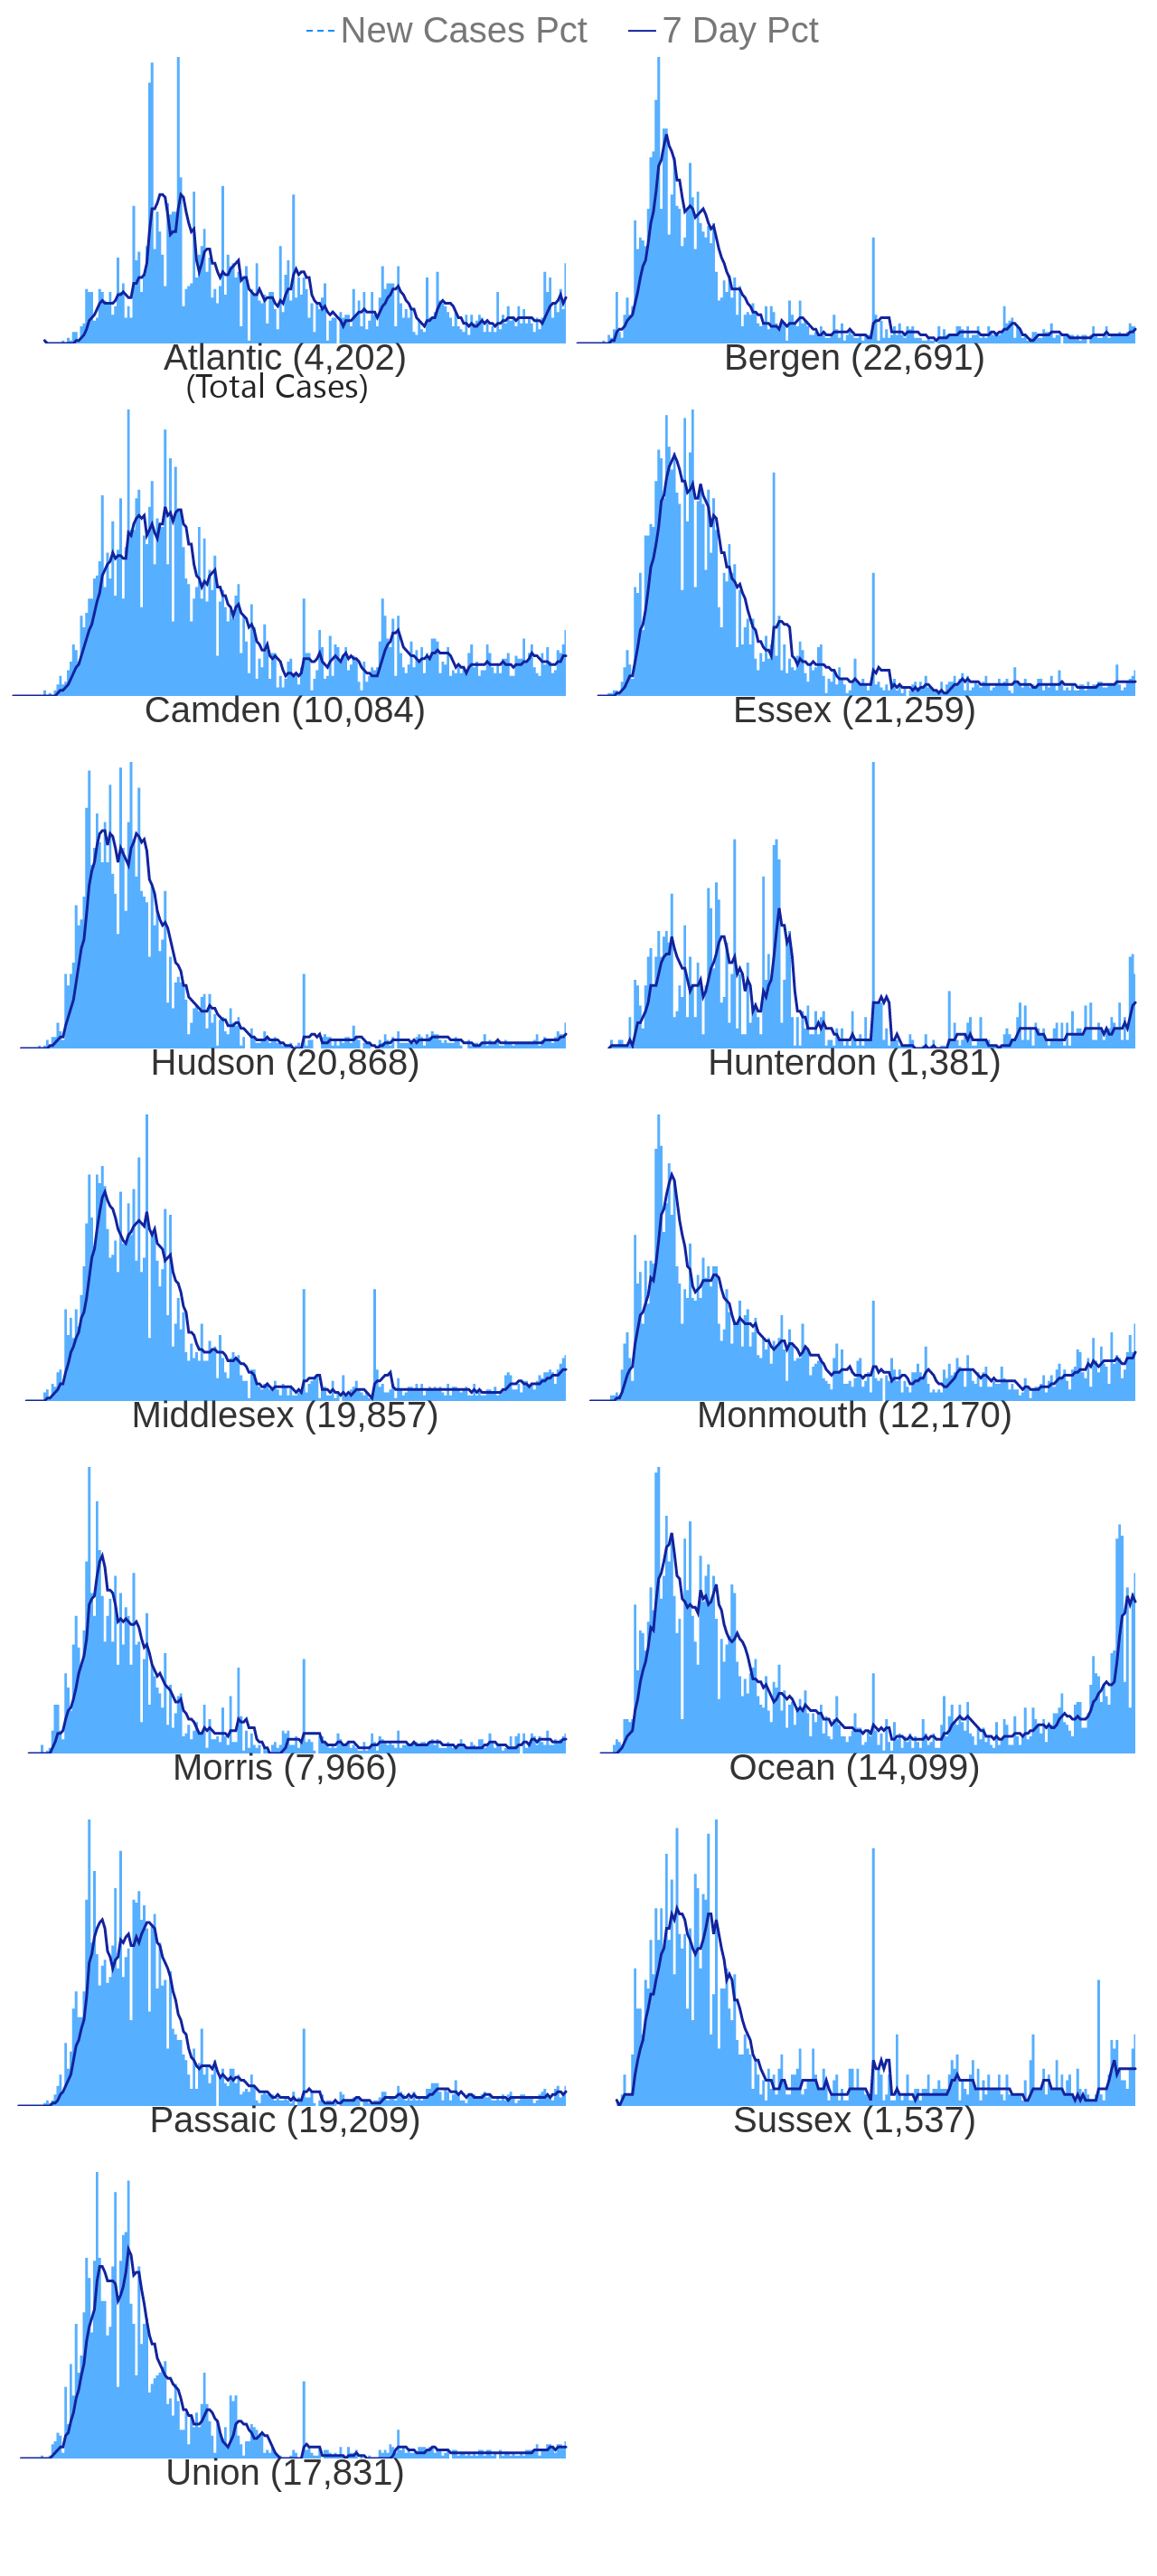 New Cases Pct 7 Day Pct
Atlantic (4,202) Bergen (22,691)
(Total Cases)
Camden (10,084) Essex (21,259)
Hudson (20,868) Hunterdon (1,381)
Middlesex (19,857) Monmouth (12,170)
Morris (7,966) Ocean (14,099)
Passaic (19,209) Sussex (1,537)
Union (17,831)